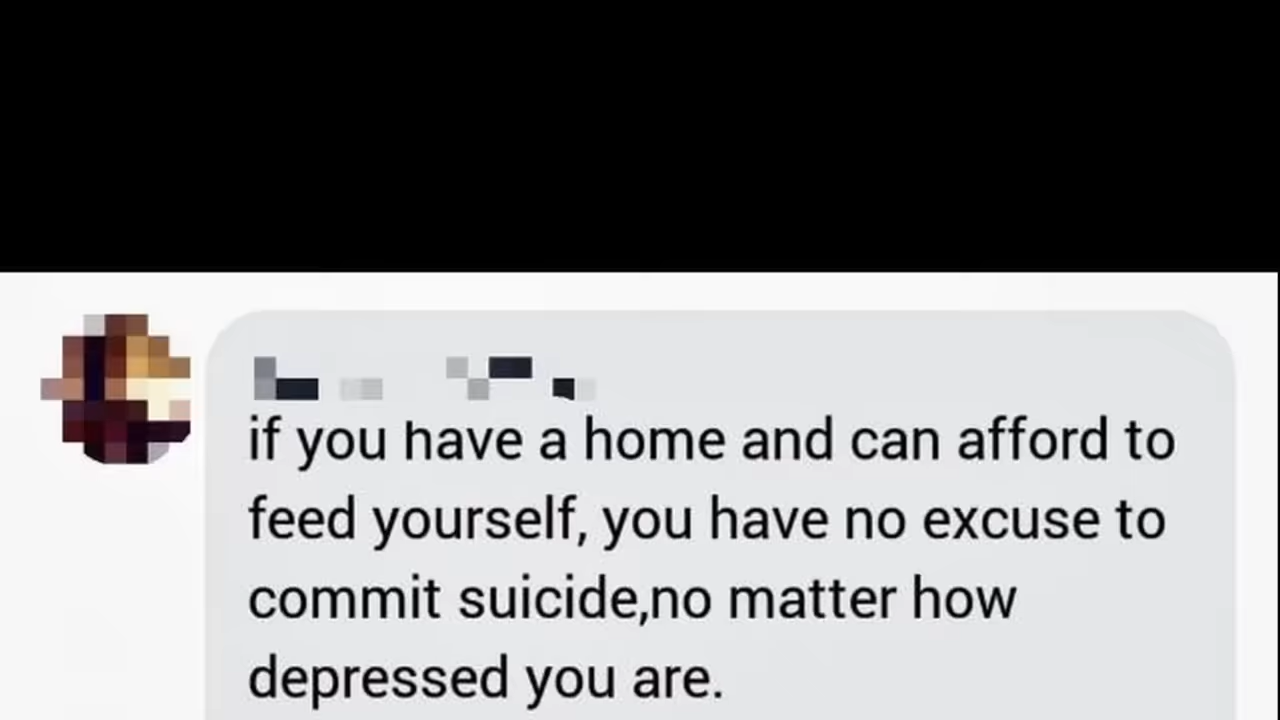 if you have a home and can afford to
feed yourself, you have no excuse to
commit suicide,no matter how
depressed you are.